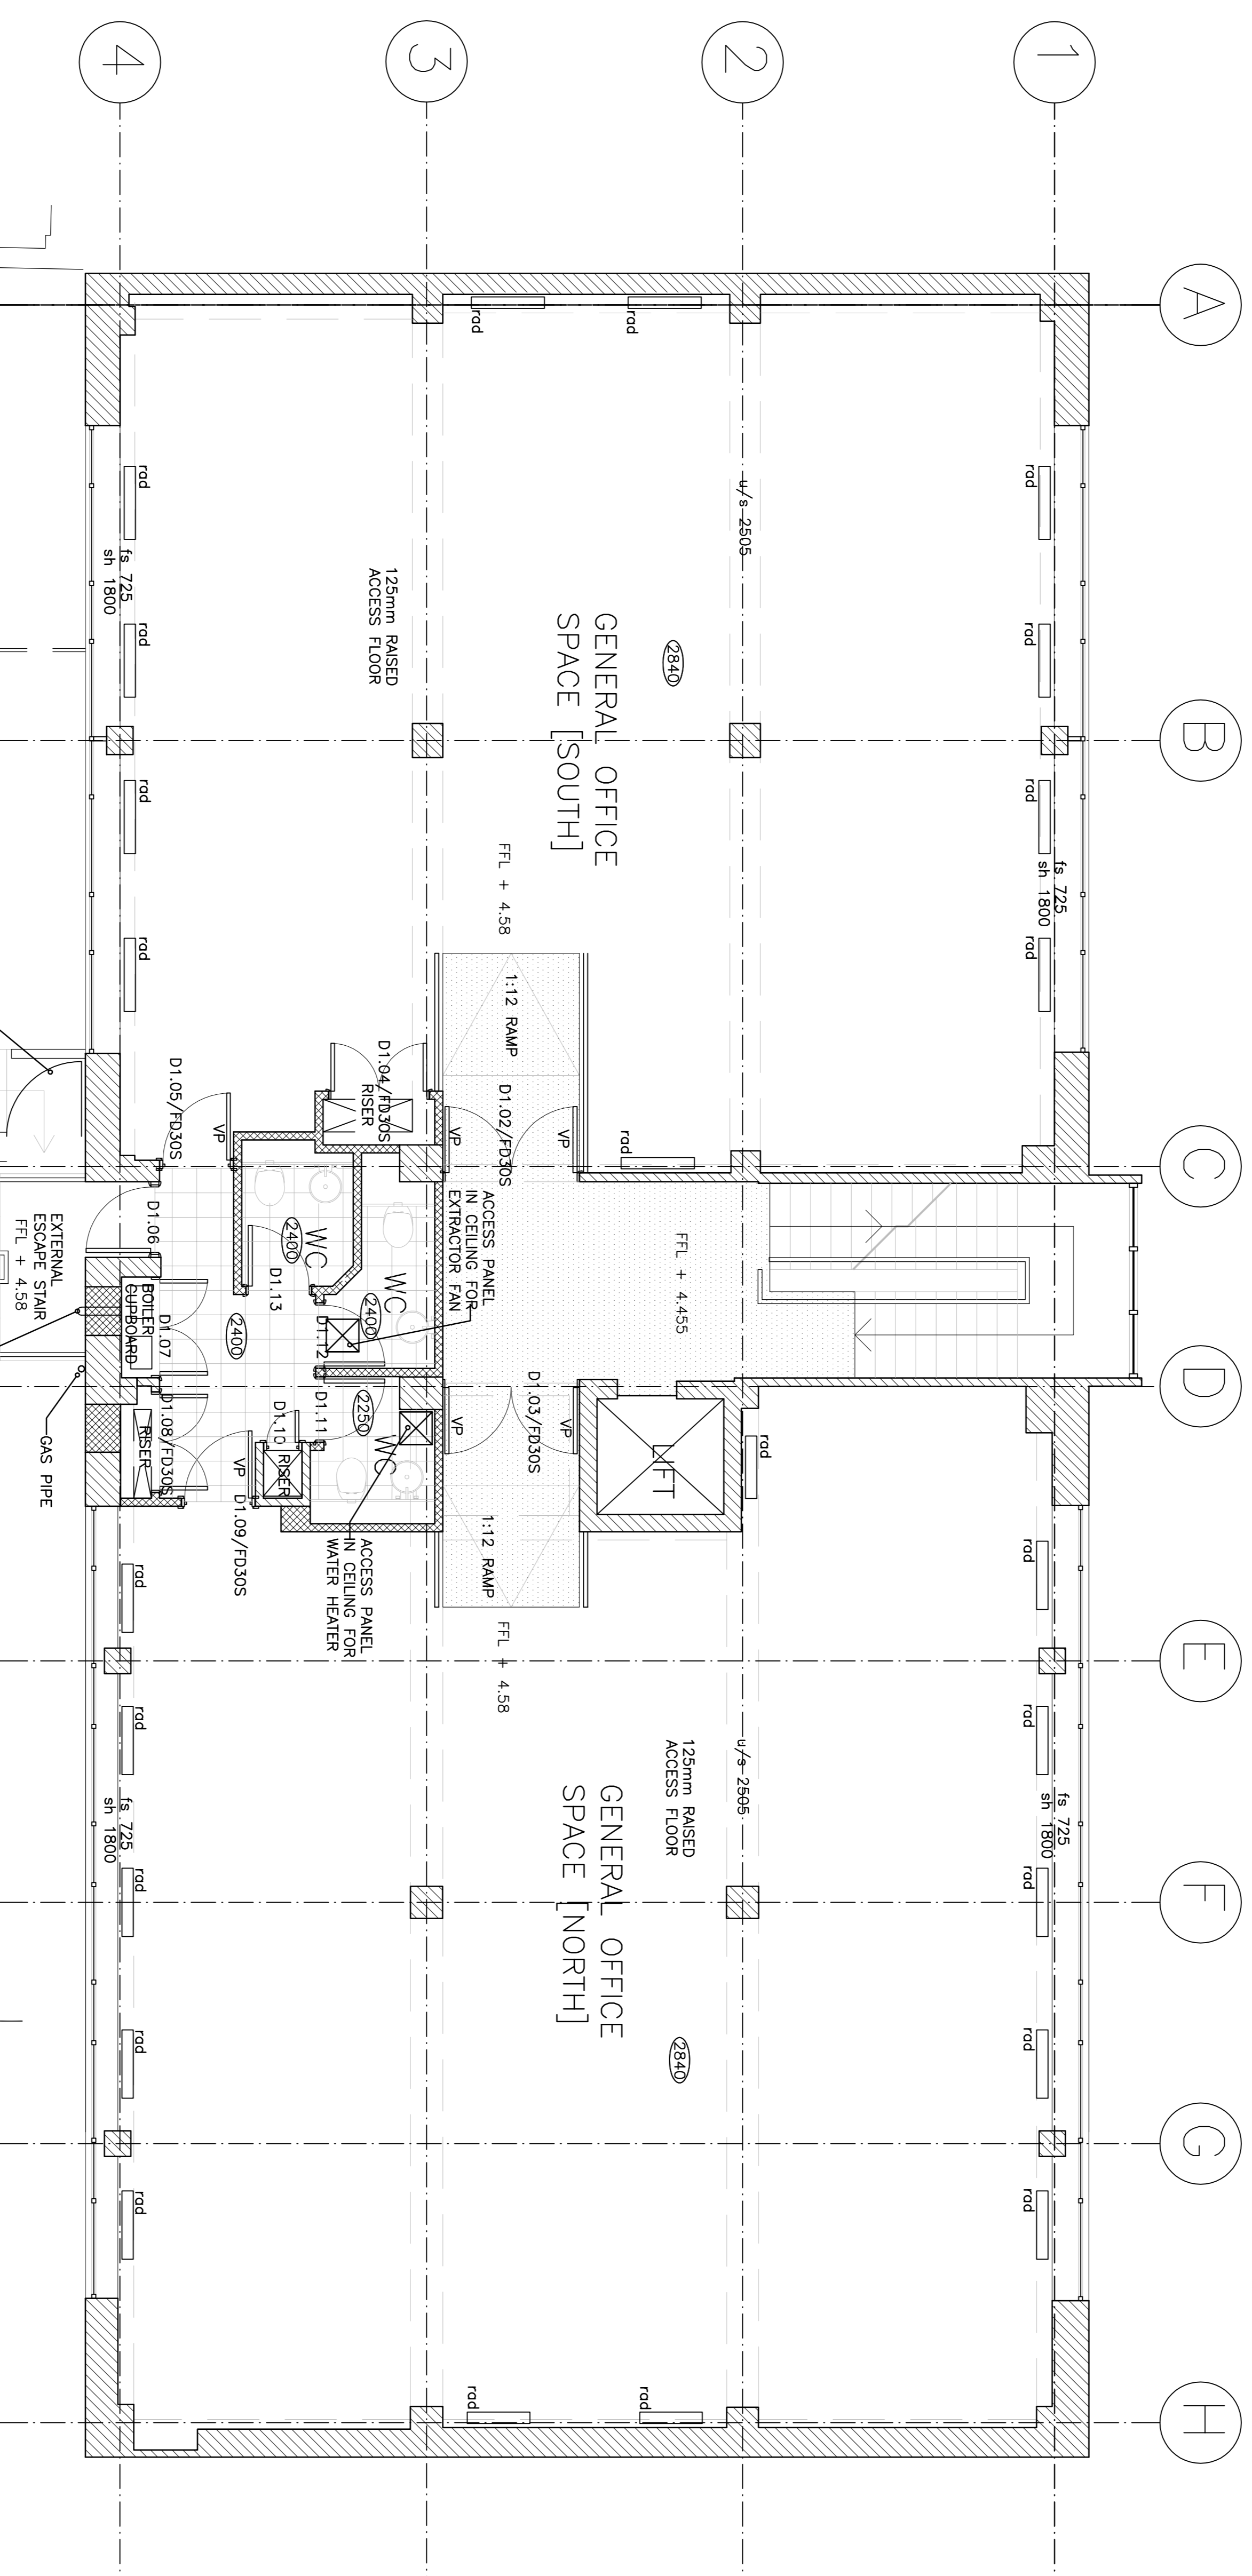 A
B
C
D
E
F
G
H
1
2
3
4
rad
rad
rad
rad
rad
rad
rad
rad
rad
rad
rad
fs 725
sh 1800
fs 725
sh 1800
u/s 2505
2840
GENERAL OFFICE
SPACE [SOUTH]
125mm RAISED
ACCESS FLOOR
FFL + 4.58
1:12 RAMP
D1.02/FD30S
VP
VP
D1.04/FD30S
RISER
D1.05/FD30S
VP
D1.06
EXTERNAL
ESCAPE STAIR
FFL + 4.58
BOILER
CUPBOARD
D1.07
GAS PIPE
D1.08/FD30S
RISER
VP
D1.09/FD30S
D1.10
RISER
D1.11
D1.12
D1.13
WC
2400
WC
2400
2400
WC
2250
ACCESS PANEL
IN CEILING FOR
EXTRACTOR FAN
ACCESS PANEL
IN CEILING FOR
WATER HEATER
FFL + 4.455
D1.03/FD30S
VP
VP
LIFT
1:12 RAMP
FFL + 4.58
rad
rad
rad
rad
rad
rad
rad
rad
rad
rad
rad
rad
rad
fs 725
sh 1800
fs 725
sh 1800
u/s 2505
125mm RAISED
ACCESS FLOOR
GENERAL OFFICE
SPACE [NORTH]
2840